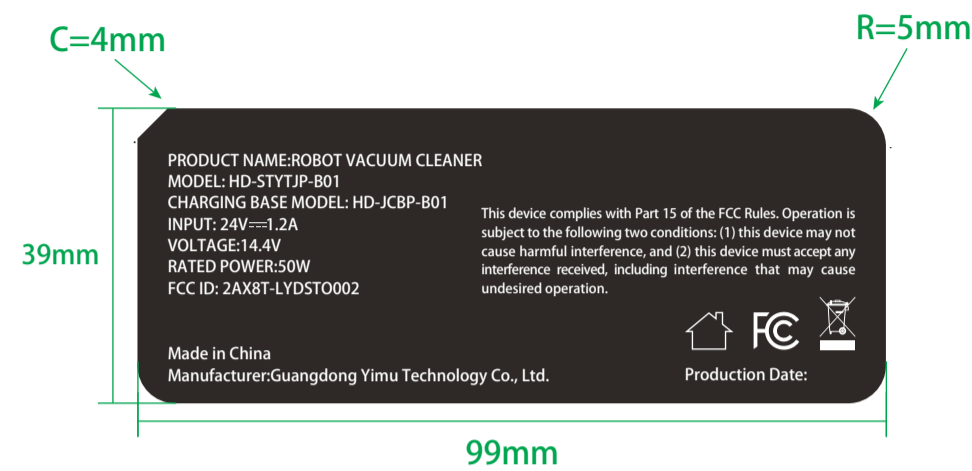 C=4mm
R=5mm
PRODUCT NAME:ROBOT VACUUM CLEANER
MODEL: HD-STYTJP-B01
CHARGING BASE MODEL: HD-JCBP-B01
INPUT: 24V⎓1.2A
VOLTAGE:14.4V
RATED POWER:50W
FCC ID: 2AX8T-LYDSTO002
This device complies with Part 15 of the FCC Rules. Operation is
subject to the following two conditions: (1) this device may not
cause harmful interference, and (2) this device must accept any
interference received, including interference that may cause
undesired operation.
39mm
FC
Made in China
Manufacturer:Guangdong Yimu Technology Co., Ltd.
Production Date:
99mm